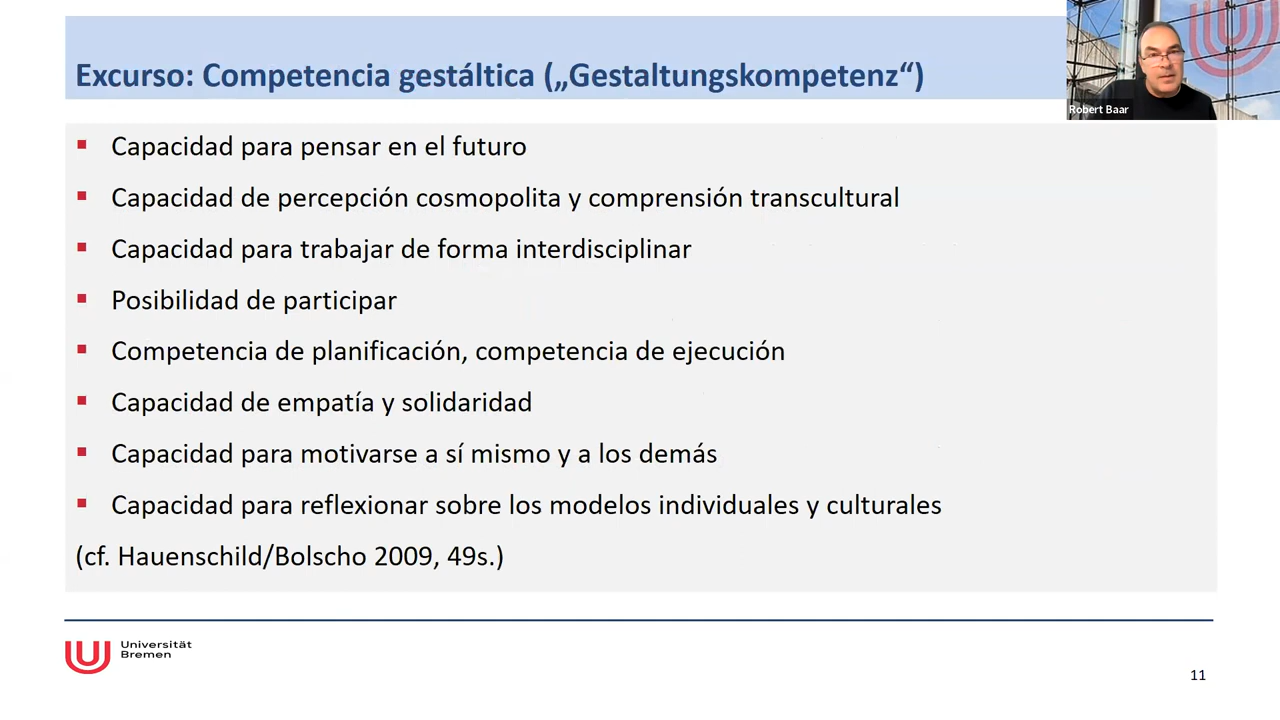 Excurso: Competencia gestáltica („Gestaltungskompetenz“)
Robert Baar
▪ Capacidad para pensar en el futuro
▪ Capacidad de percepción cosmopolita y comprensión transcultural
▪ Capacidad para trabajar de forma interdisciplinar
▪ Posibilidad de participar
▪ Competencia de planificación, competencia de ejecución
▪ Capacidad de empatía y solidaridad
▪ Capacidad para motivarse a sí mismo y a los demás
▪ Capacidad para reflexionar sobre los modelos individuales y culturales
(cf. Hauenschild/Bolscho 2009, 49s.)
Universität
Bremen
11